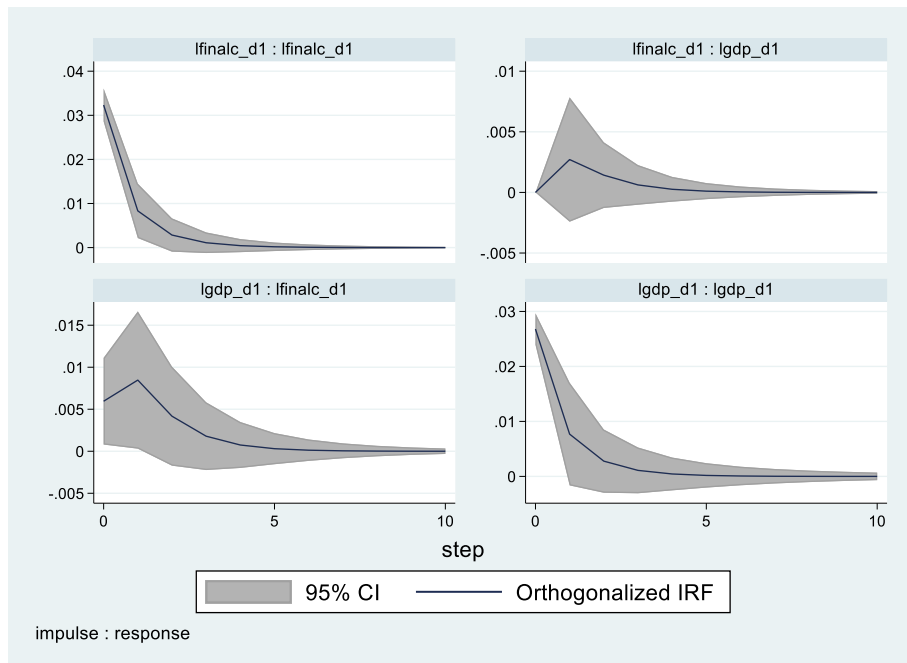 lfinalc_d1 : lfinalc_d1
.04
.03
.02
.01
0
lfinalc_d1 : lgdp_d1
.01
.005
0
-.005
lgdp_d1 : lfinalc_d1
.015
.01
.005
0
-.005
0 5 10
lgdp_d1 : lgdp_d1
.03
.02
.01
0
0 5 10
step
95% CI Orthogonalized IRF
impulse : response